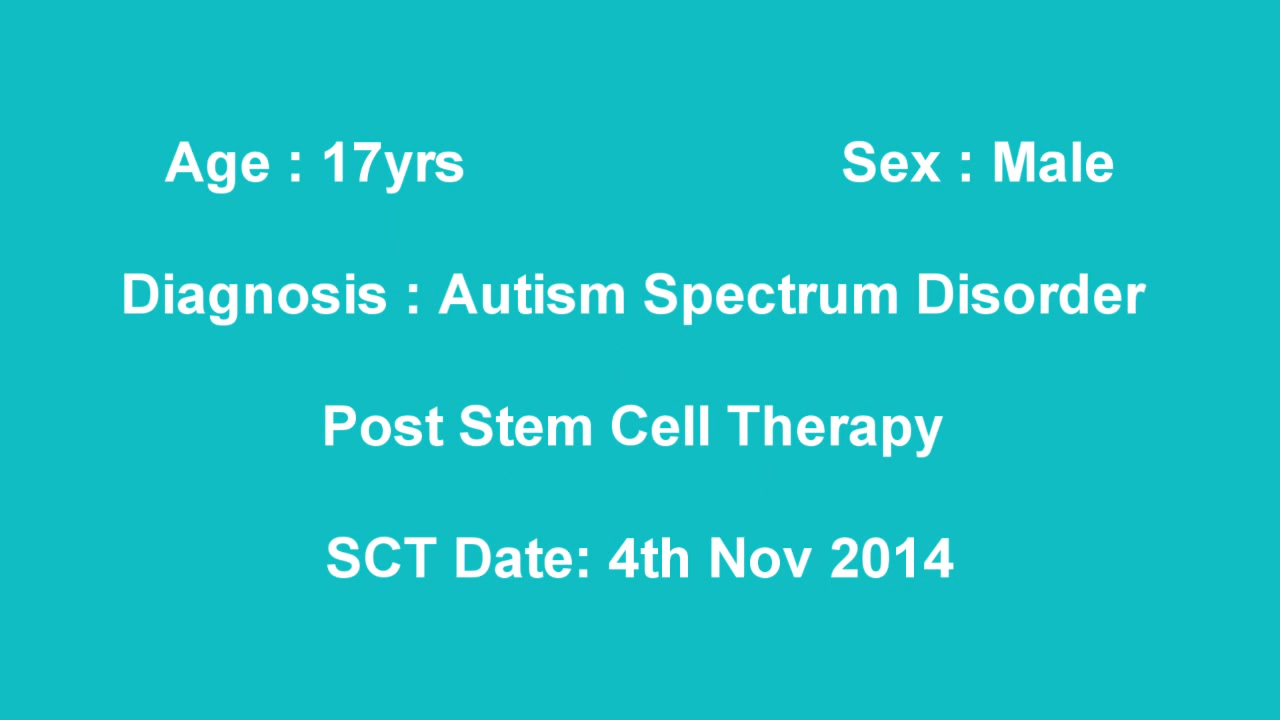 Age : 17yrs Sex : Male
Diagnosis : Autism Spectrum Disorder
Post Stem Cell Therapy
SCT Date: 4th Nov 2014